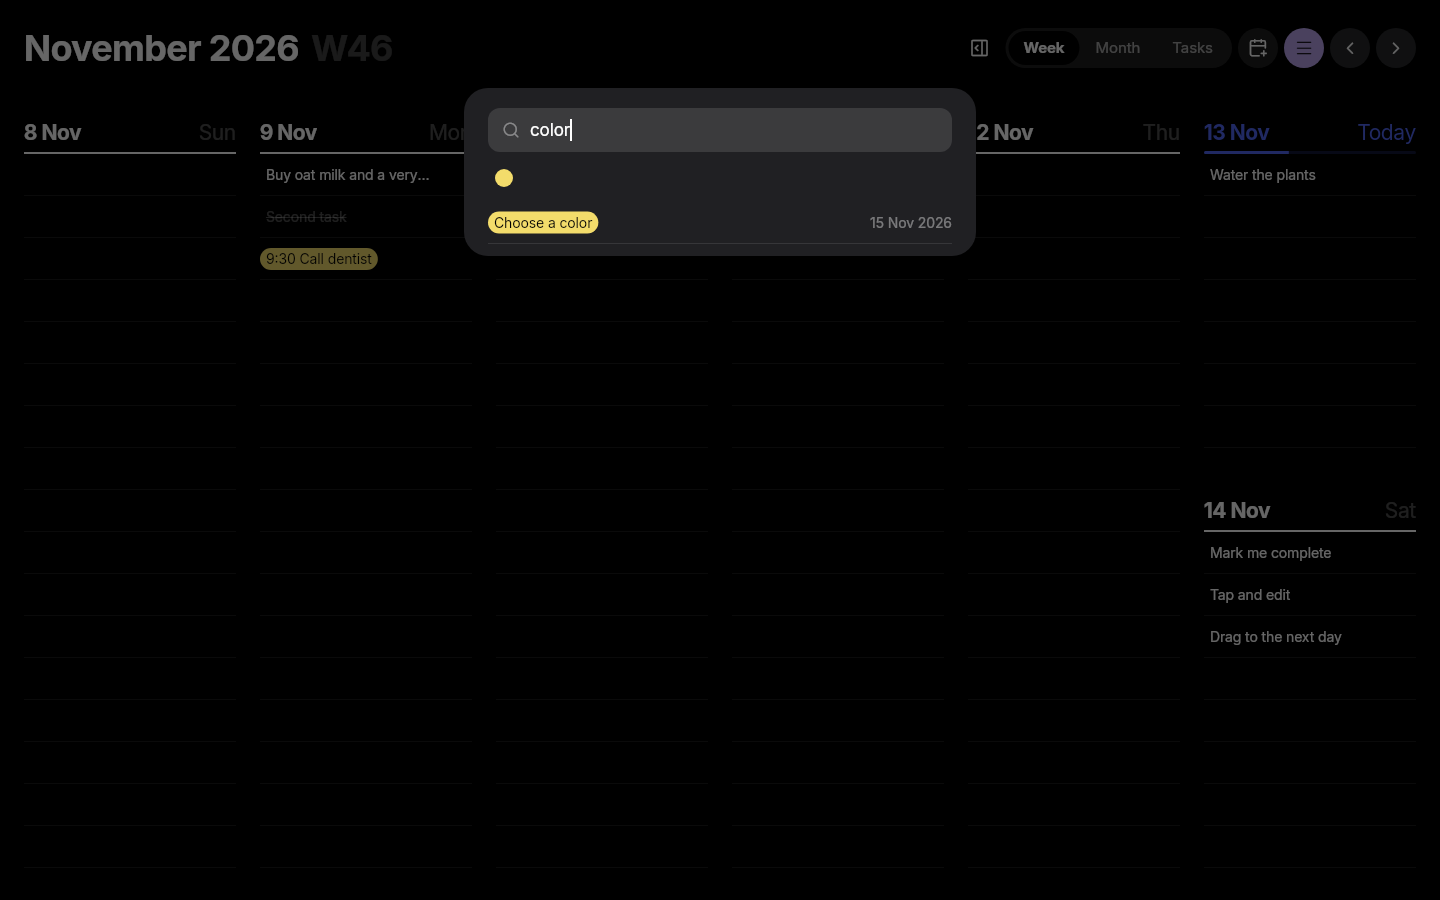 November 2026 W46
Week Month Tasks
color
Choose a color 15 Nov 2026
8 Nov Sun
9 Nov
Buy oat milk and a very...
Second task
9:30 Call dentist
Nov Thu
13 Nov Today
Water the plants
14 Nov Sat
Mark me complete
Tap and edit
Drag to the next day